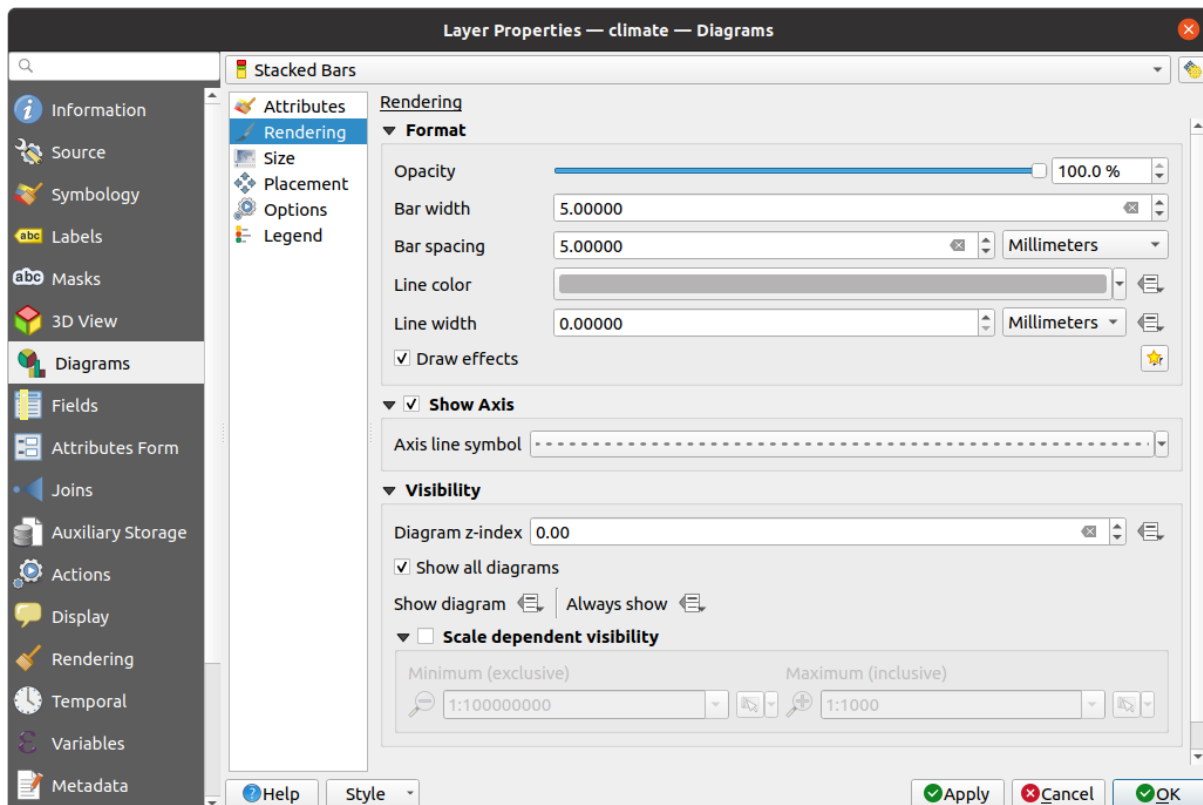 Layer Properties — climate — Diagrams
Stacked Bars
Information
Source
Symbology
abc Labels
abc Masks
3D View
Diagrams
Fields
Attributes Form
Joins
Auxiliary Storage
Actions
Display
Rendering
Temporal
Variables
Metadata
Attributes
Rendering
Size
Placement
Options
Legend
Rendering
Format
Opacity 100.0 %
Bar width 5.00000
Bar spacing 5.00000 Millimeters
Line color
Line width 0.00000 Millimeters
Draw effects
Show Axis
Axis line symbol
Visibility
Diagram z-index 0.00
Show all diagrams
Show diagram Always show
Scale dependent visibility
Minimum (exclusive) Maximum (inclusive)
1:100000000 1:1000
Help Style Apply Cancel OK